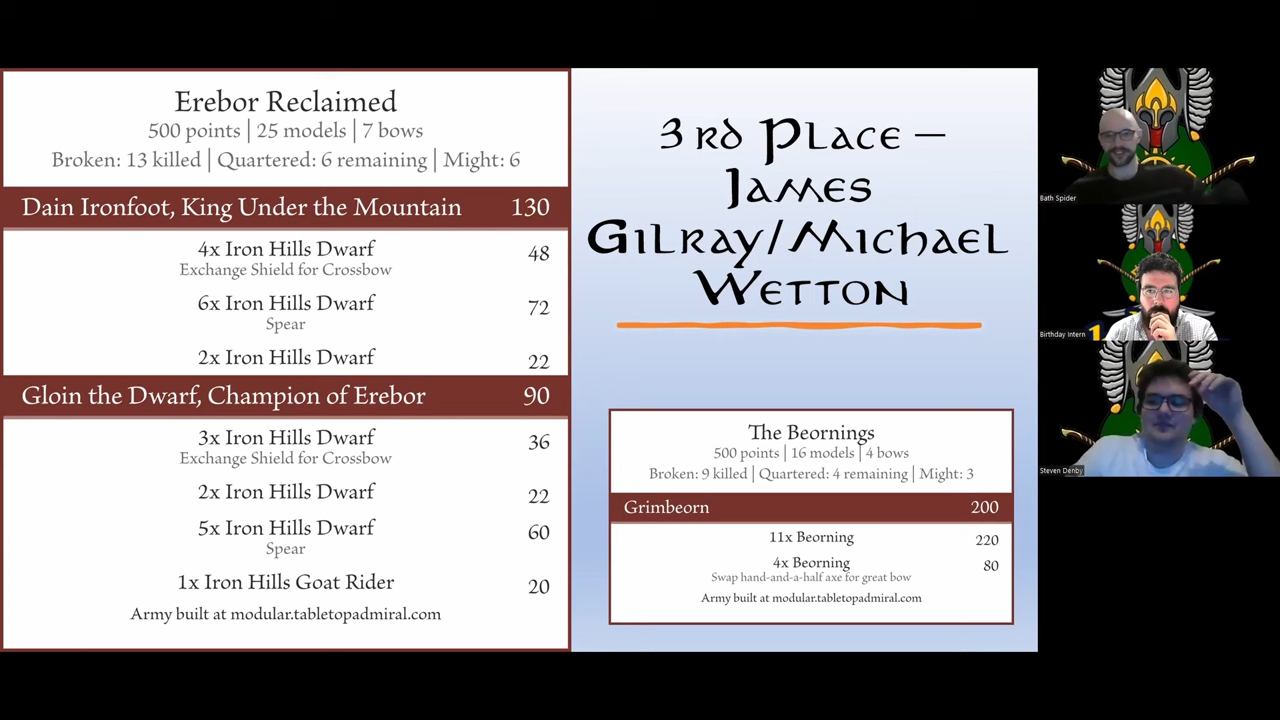 Erebor Reclaimed
500 points | 25 models | 7 bows
Broken: 13 killed | Quartered: 6 remaining | Might: 6
Dain Ironfoot, King Under the Mountain 130
4x Iron Hills Dwarf 48
Exchange Shield for Crossbow
6x Iron Hills Dwarf 72
Spear
2x Iron Hills Dwarf 22
Gloin the Dwarf, Champion of Erebor 90
3x Iron Hills Dwarf 36
Exchange Shield for Crossbow
2x Iron Hills Dwarf 22
5x Iron Hills Dwarf 60
Spear
1x Iron Hills Goat Rider 20
Army built at modular.tabletopadmiral.com
3rd Place –
James
Gilray/Michael
Wetton
The Beornings
500 points | 16 models | 4 bows
Broken: 9 killed | Quartered: 4 remaining | Might: 3
Grimbeorn 200
11x Beorning 220
4x Beorning 80
Swap hand-and-a-half axe for great bow
Army built at modular.tabletopadmiral.com
Bath Spider
Birthday Intern
1
Steven Denby